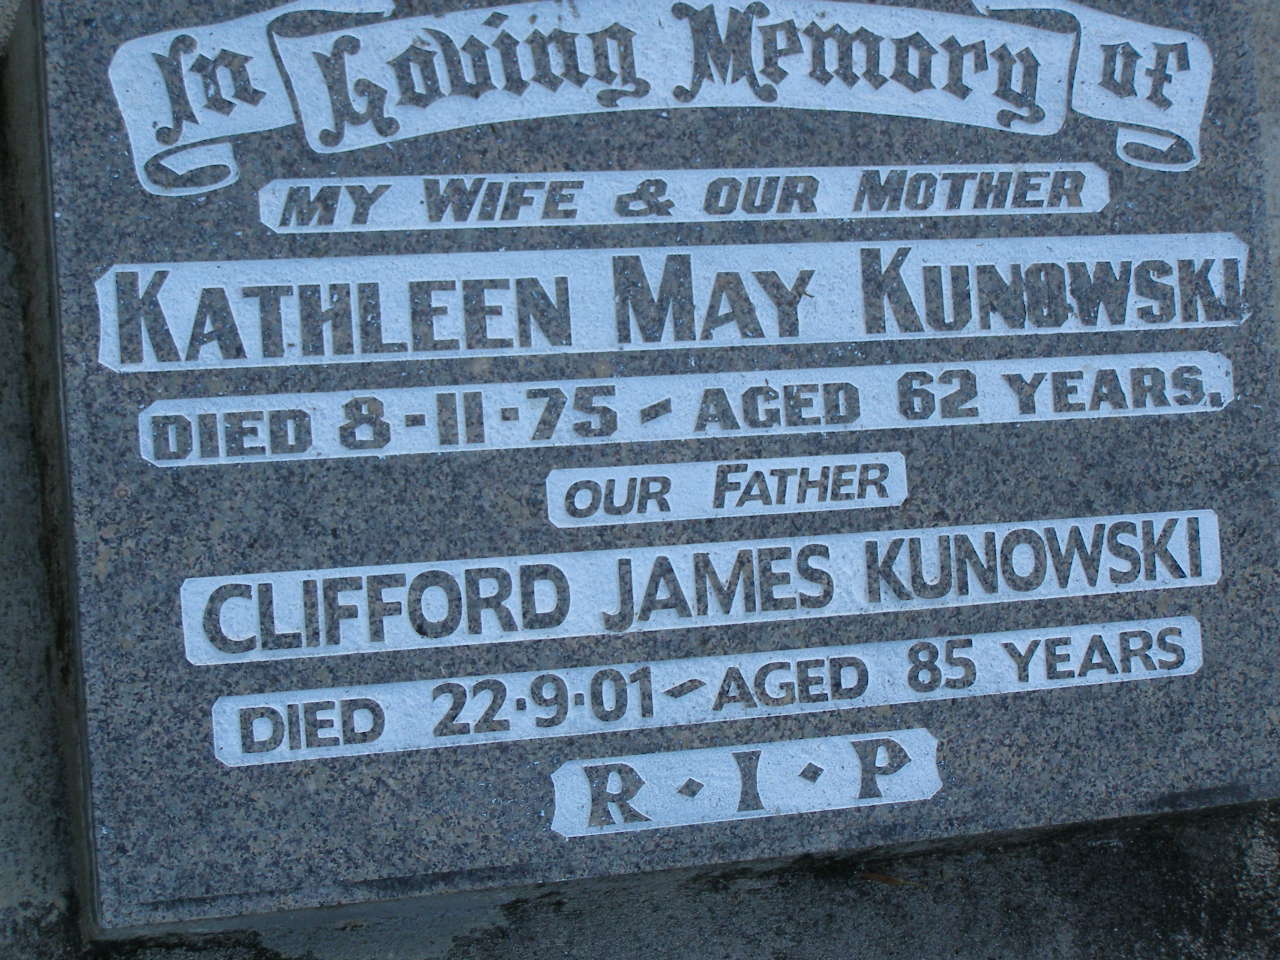 In Loving Memory of
MY WIFE & OUR MOTHER
KATHLEEN MAY KUNOWSKI
DIED 8-11-75 - AGED 62 YEARS.
OUR FATHER
CLIFFORD JAMES KUNOWSKI
DIED 22·9·01 - AGED 85 YEARS
R·I·P